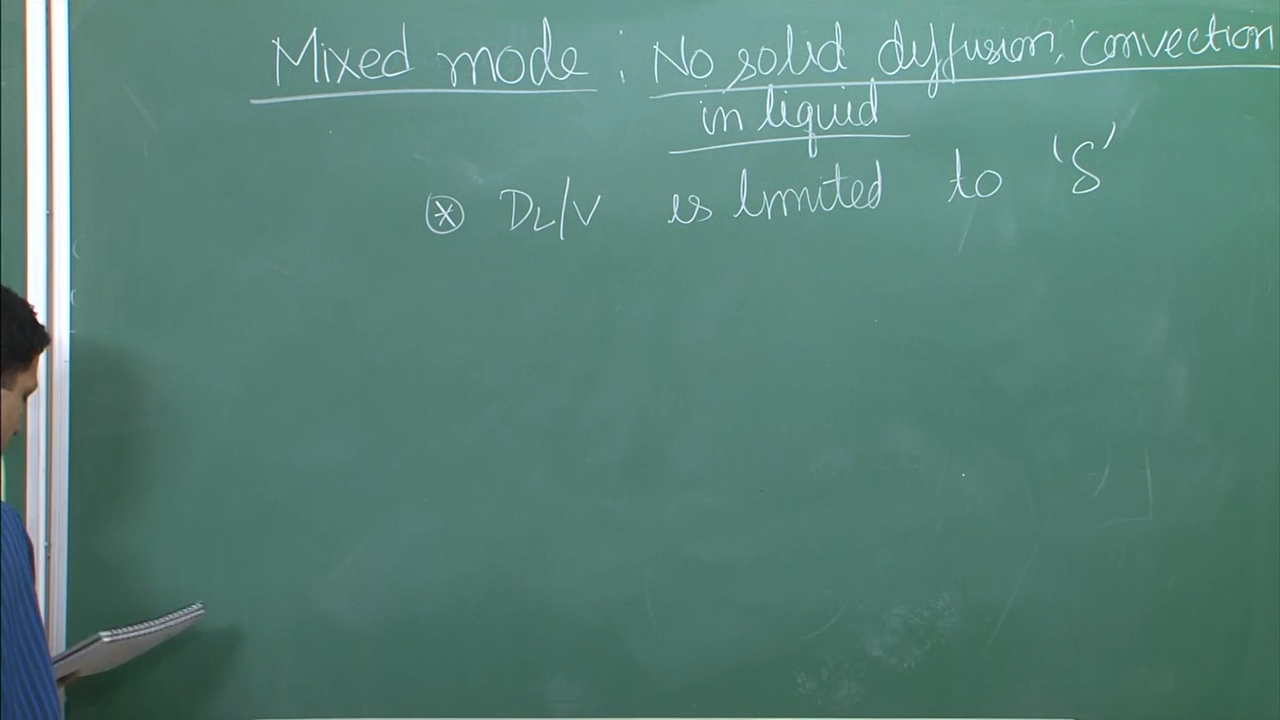 Mixed mode : No solid diffusion, convection
in liquid
⊛ DL/V is limited to 'δ'